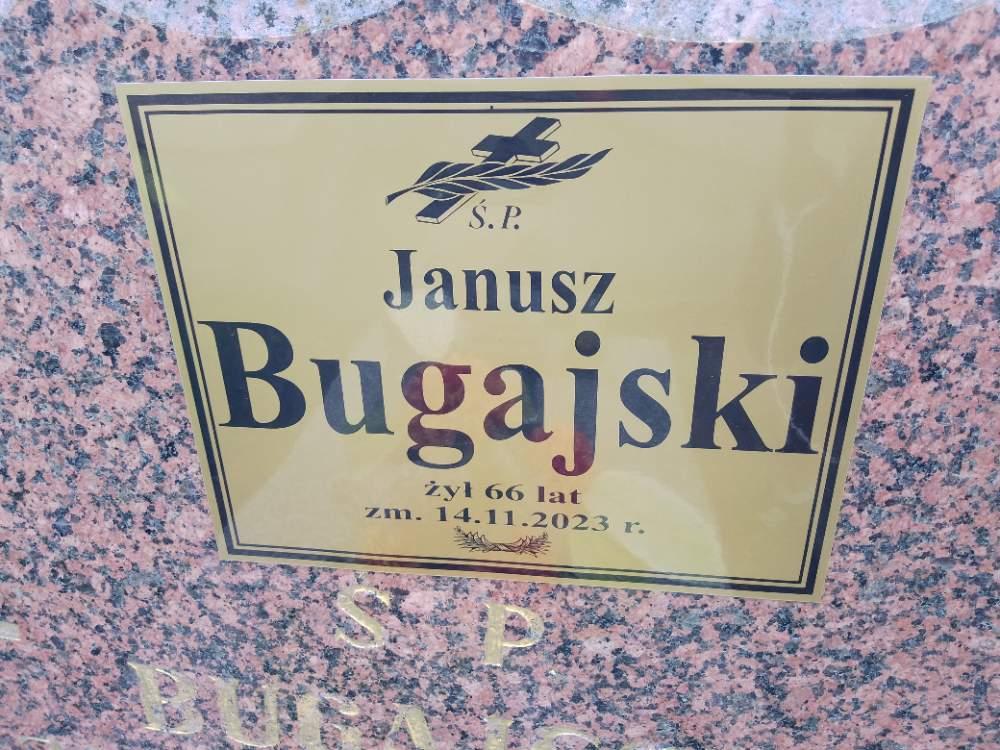 Ś.P.
Janusz
Bugajski
żył 66 lat
zm. 14.11.2023 r.
Ś P.